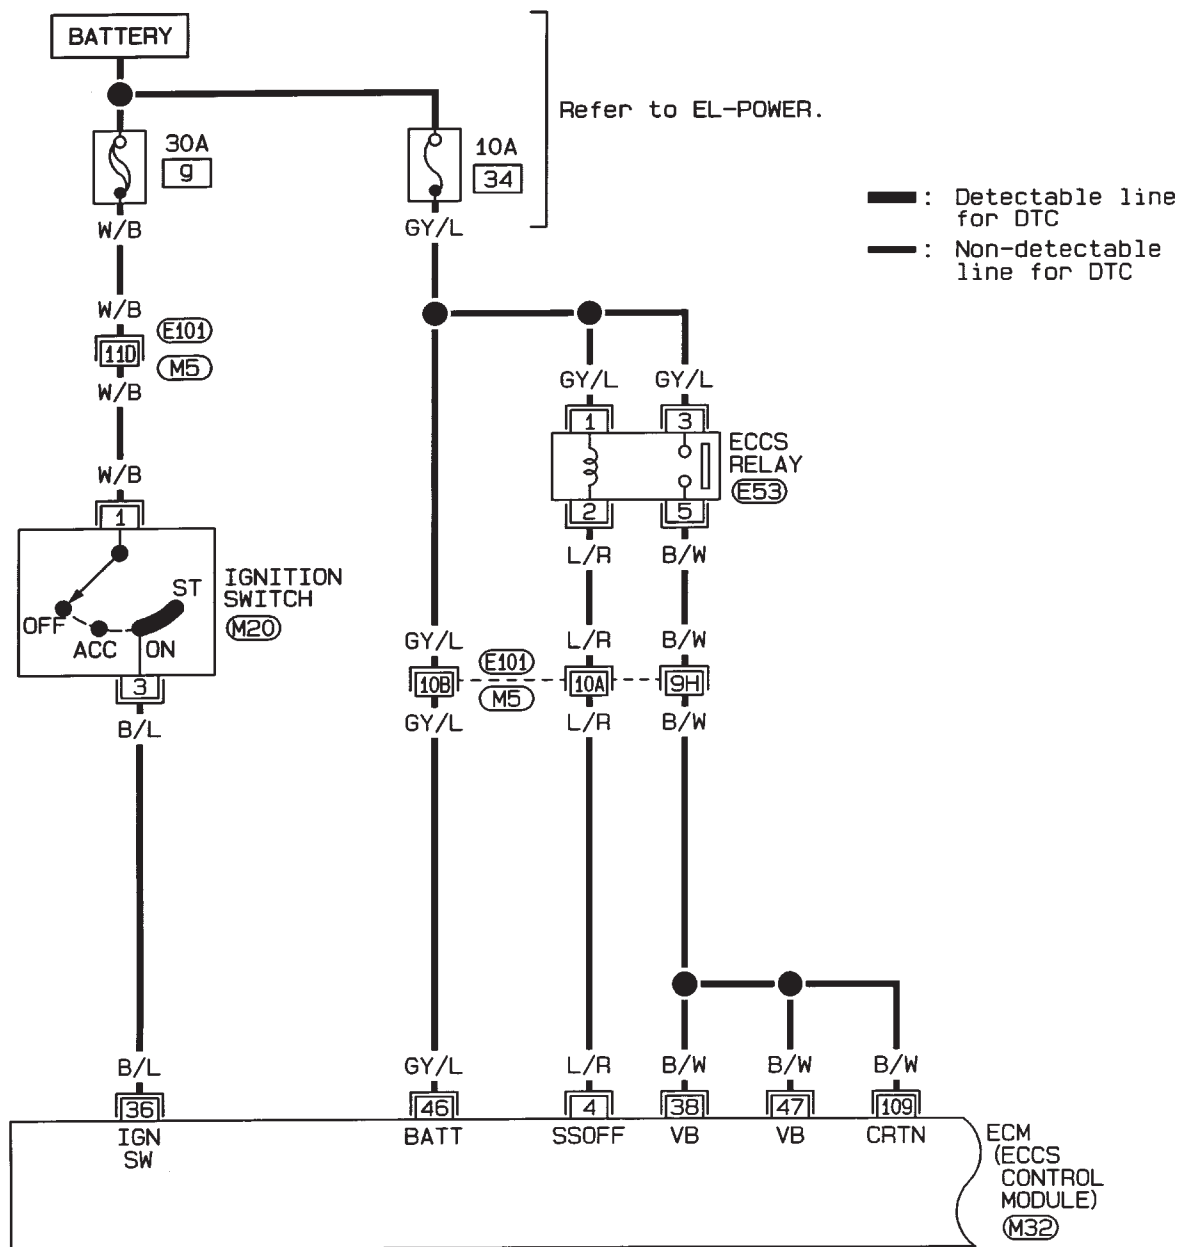 BATTERY
Refer to EL-POWER.
30A
g
10A
34
: Detectable line
for DTC
: Non-detectable
line for DTC
W/B
GY/L
W/B
E101
11D
M5
W/B
GY/L
GY/L
1
3
ECCS
RELAY
E53
W/B
1
2
5
L/R
B/W
IGNITION
SWITCH
M20
ST
OFF
ACC
ON
3
B/L
GY/L
L/R
B/W
E101
10B
10A
9H
M5
GY/L
L/R
B/W
B/L
GY/L
L/R
B/W
B/W
B/W
36
46
4
38
47
109
IGN
SW
BATT
SSOFF
VB
VB
CRTN
ECM
(ECCS
CONTROL
MODULE)
M32